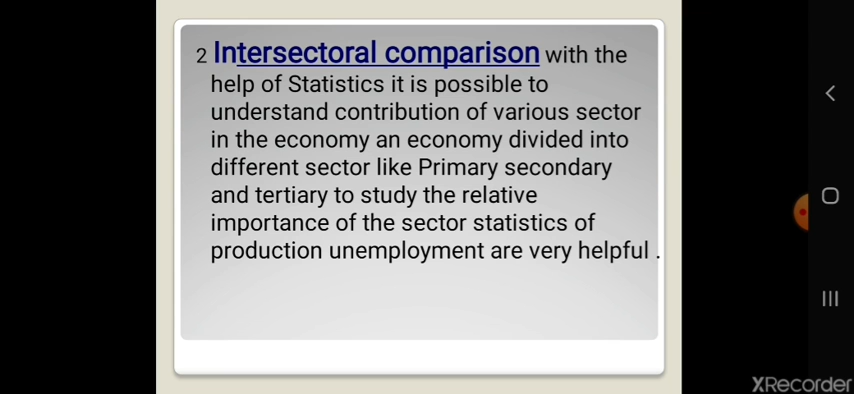 2 Intersectoral comparison with the
help of Statistics it is possible to
understand contribution of various sector
in the economy an economy divided into
different sector like Primary secondary
and tertiary to study the relative
importance of the sector statistics of
production unemployment are very helpful .
XRecorder